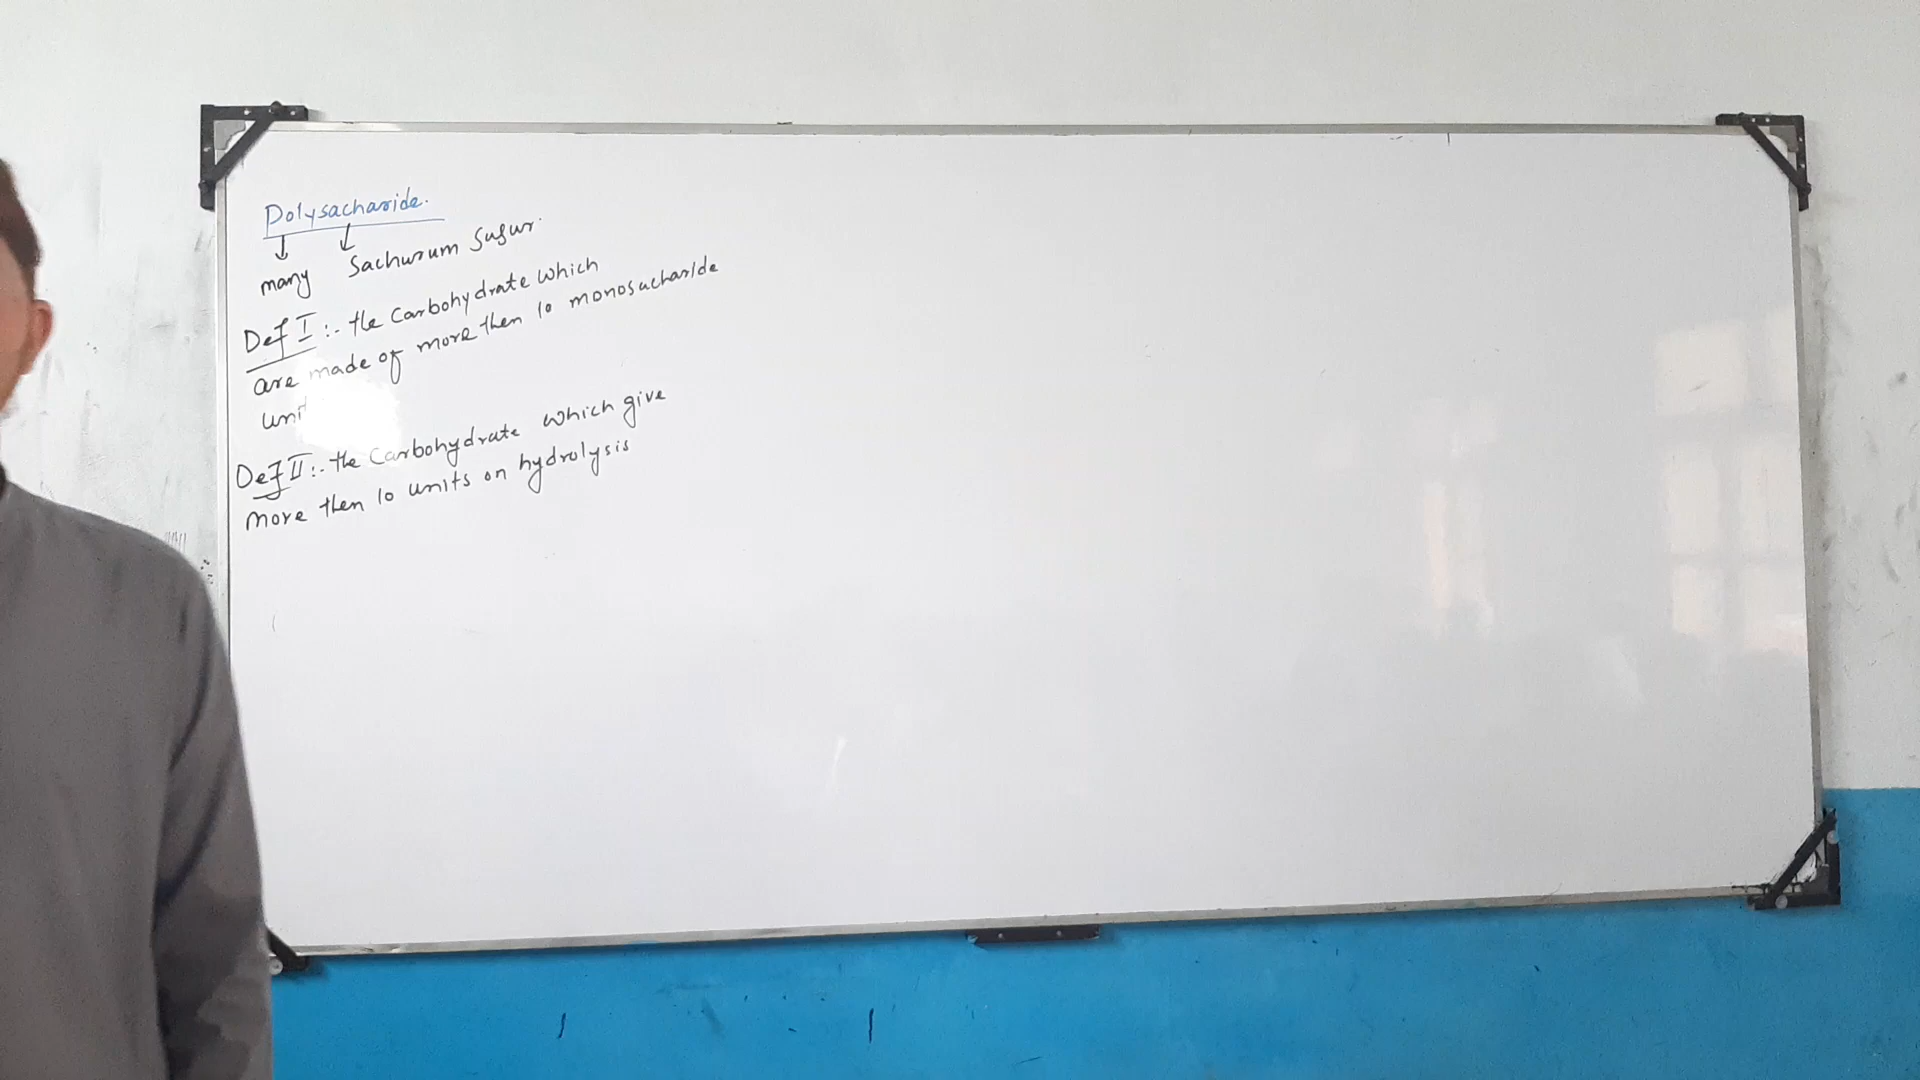 Polysacharide.
many Sachurum Sugur.
Def I :- the Carbohydrate which
are made of more then 10 monosacharide
unit
Def II :- the Carbohydrate which give
more then 10 units on hydrolysis